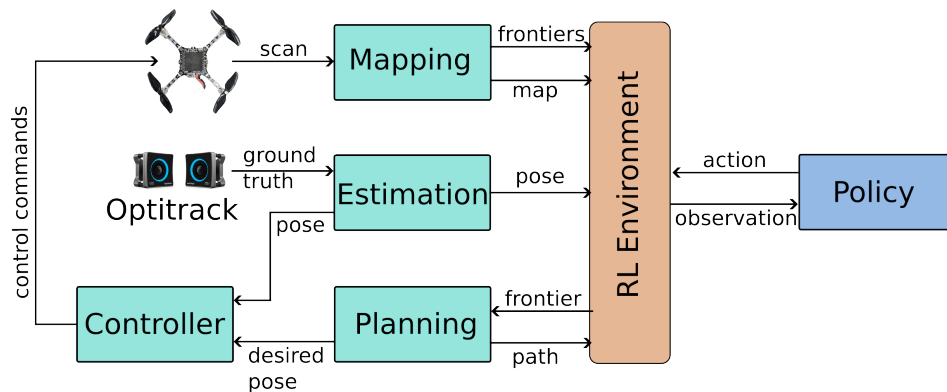 scan
Mapping
frontiers
map
control commands
Optitrack
ground
truth
Estimation
pose
pose
RL Environment
action
observation
Policy
Controller
desired
pose
Planning
frontier
path